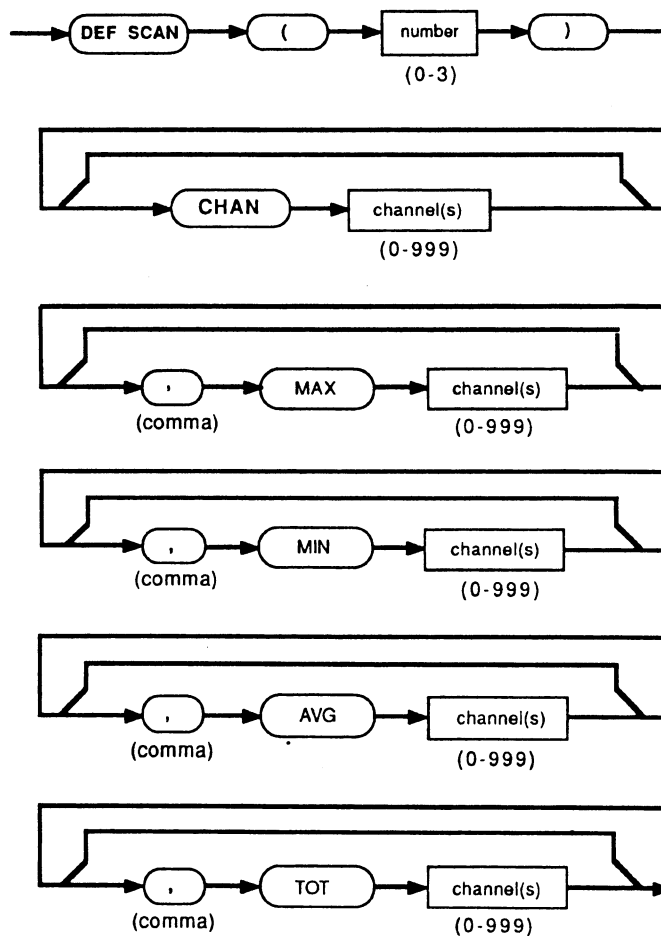 DEF SCAN ( number )
(0-3)
CHAN channel(s)
(0-999)
, MAX channel(s)
(comma) (0-999)
, MIN channel(s)
(comma) (0-999)
, AVG channel(s)
(comma) (0-999)
, TOT channel(s)
(comma) (0-999)